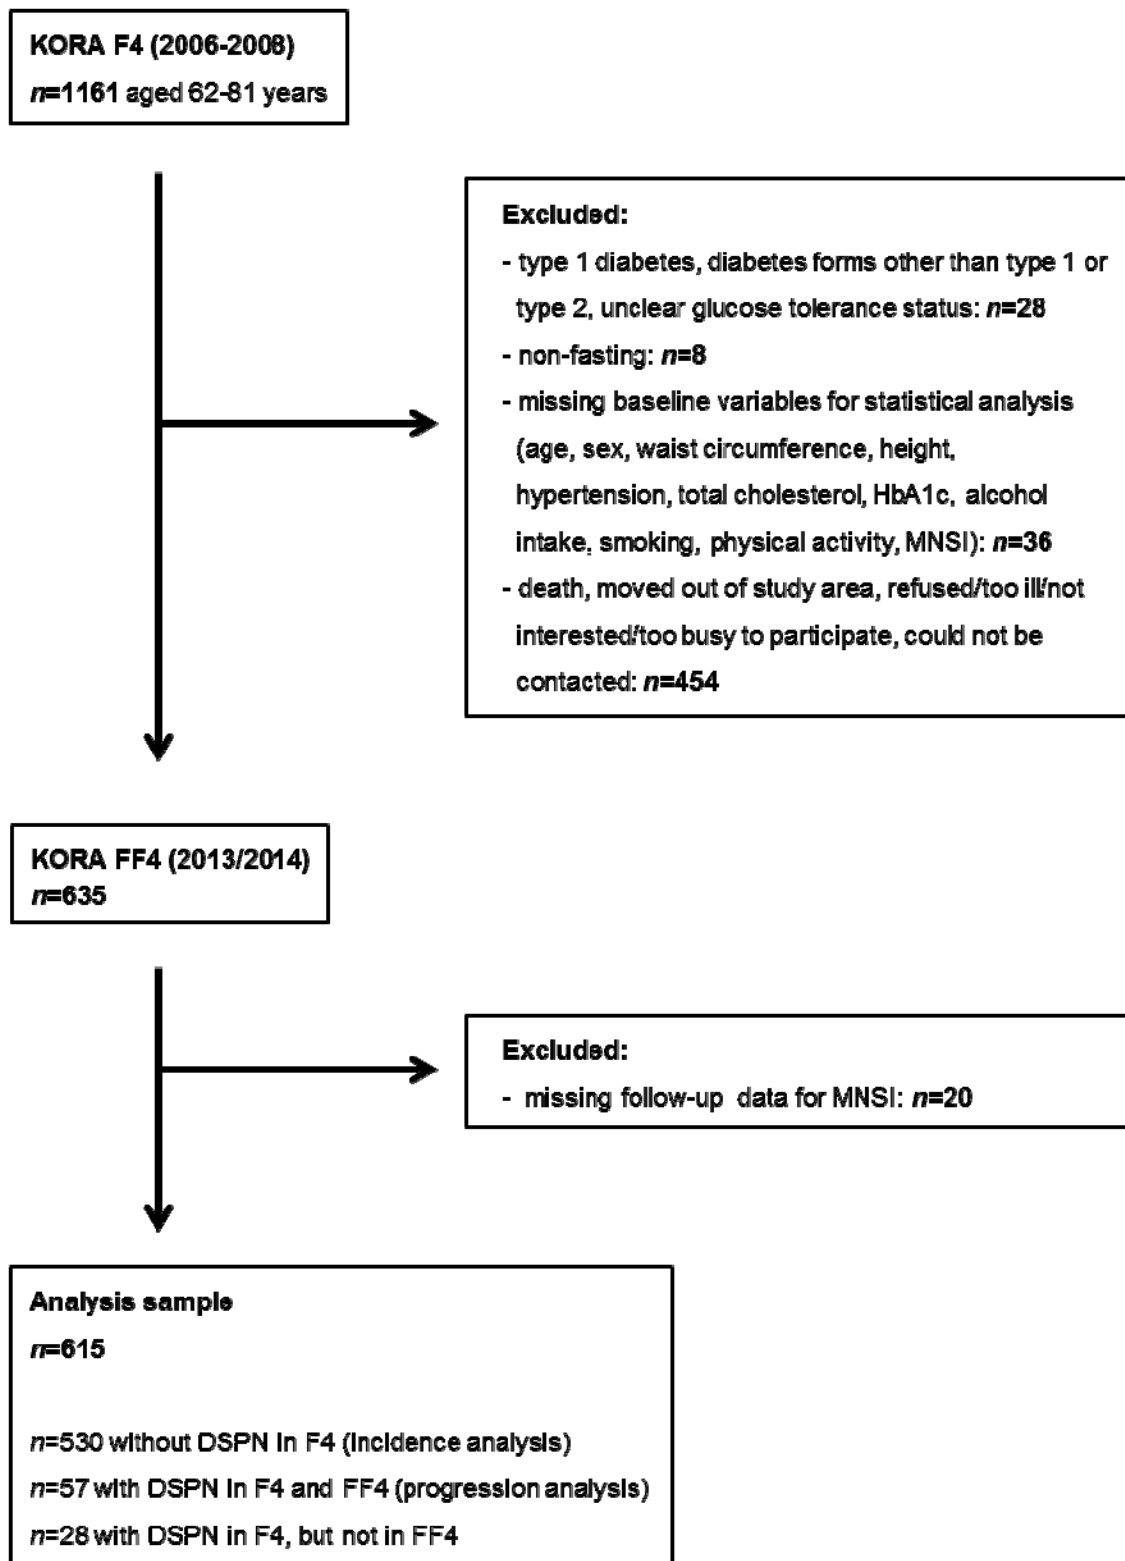 KORA F4 (2006-2008)
n=1161 aged 62-81 years
Excluded:
- type 1 diabetes, diabetes forms other than type 1 or
type 2, unclear glucose tolerance status: n=28
- non-fasting: n=8
- missing baseline variables for statistical analysis
(age, sex, waist circumference, height,
hypertension, total cholesterol, HbA1c, alcohol
intake, smoking, physical activity, MNSI): n=36
- death, moved out of study area, refused/too ill/not
interested/too busy to participate, could not be
contacted: n=454
KORA FF4 (2013/2014)
n=635
Excluded:
- missing follow-up data for MNSI: n=20
Analysis sample
n=615
n=530 without DSPN in F4 (incidence analysis)
n=57 with DSPN in F4 and FF4 (progression analysis)
n=28 with DSPN in F4, but not in FF4